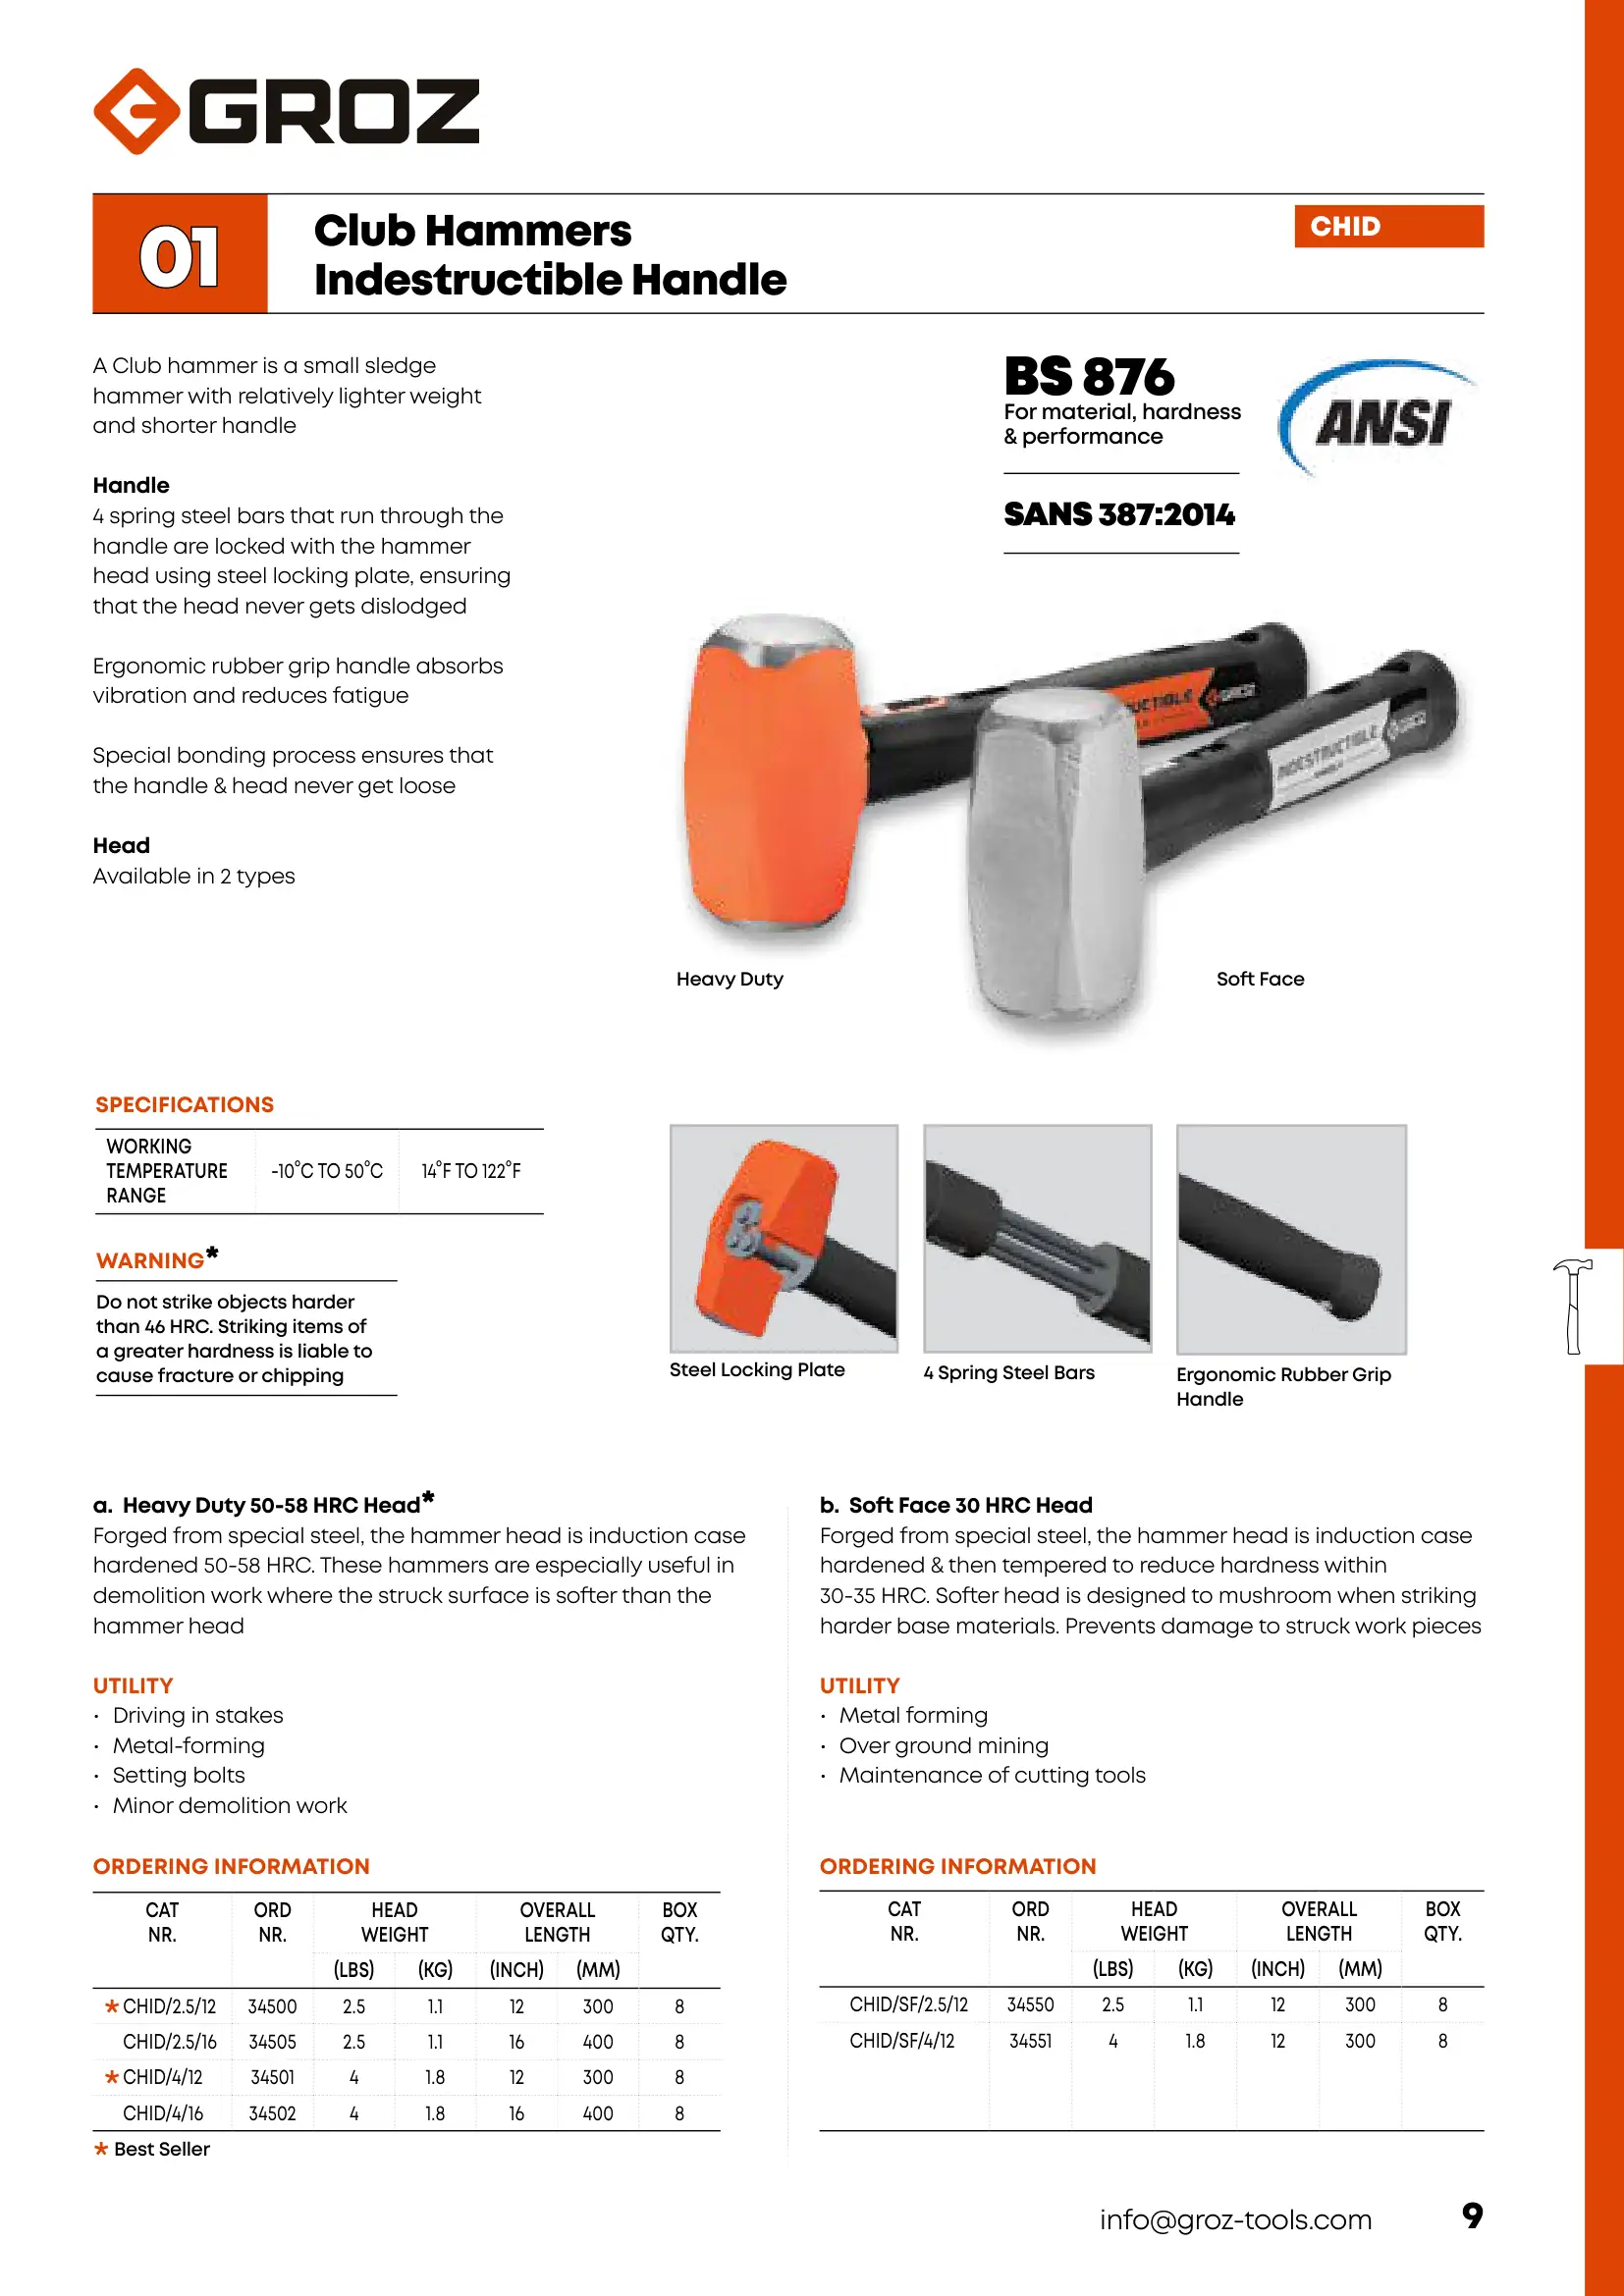 GROZ
01
Club Hammers
Indestructible Handle
CHID
A Club hammer is a small sledge
hammer with relatively lighter weight
and shorter handle
Handle
4 spring steel bars that run through the
handle are locked with the hammer
head using steel locking plate, ensuring
that the head never gets dislodged
Ergonomic rubber grip handle absorbs
vibration and reduces fatigue
Special bonding process ensures that
the handle & head never get loose
Head
Available in 2 types
BS 876
For material, hardness
& performance
SANS 387:2014
ANSI
UCTIBLE
GROZ
INDESTRUCTIBLE
GROZ
Heavy Duty
Soft Face
SPECIFICATIONS
WORKING
TEMPERATURE
RANGE
-10°C TO 50°C
14°F TO 122°F
WARNING*
Do not strike objects harder
than 46 HRC. Striking items of
a greater hardness is liable to
cause fracture or chipping
Steel Locking Plate
4 Spring Steel Bars
Ergonomic Rubber Grip
Handle
a. Heavy Duty 50-58 HRC Head*
Forged from special steel, the hammer head is induction case
hardened 50-58 HRC. These hammers are especially useful in
demolition work where the struck surface is softer than the
hammer head
UTILITY
· Driving in stakes
· Metal-forming
· Setting bolts
· Minor demolition work
ORDERING INFORMATION
CAT NR. ORD NR. HEAD WEIGHT OVERALL LENGTH BOX QTY.
(LBS) (KG) (INCH) (MM)
* CHID/2.5/12 34500 2.5 1.1 12 300 8
CHID/2.5/16 34505 2.5 1.1 16 400 8
* CHID/4/12 34501 4 1.8 12 300 8
CHID/4/16 34502 4 1.8 16 400 8
* Best Seller
b. Soft Face 30 HRC Head
Forged from special steel, the hammer head is induction case
hardened & then tempered to reduce hardness within
30-35 HRC. Softer head is designed to mushroom when striking
harder base materials. Prevents damage to struck work pieces
UTILITY
· Metal forming
· Over ground mining
· Maintenance of cutting tools
ORDERING INFORMATION
CAT NR. ORD NR. HEAD WEIGHT OVERALL LENGTH BOX QTY.
(LBS) (KG) (INCH) (MM)
CHID/SF/2.5/12 34550 2.5 1.1 12 300 8
CHID/SF/4/12 34551 4 1.8 12 300 8
info@groz-tools.com
9